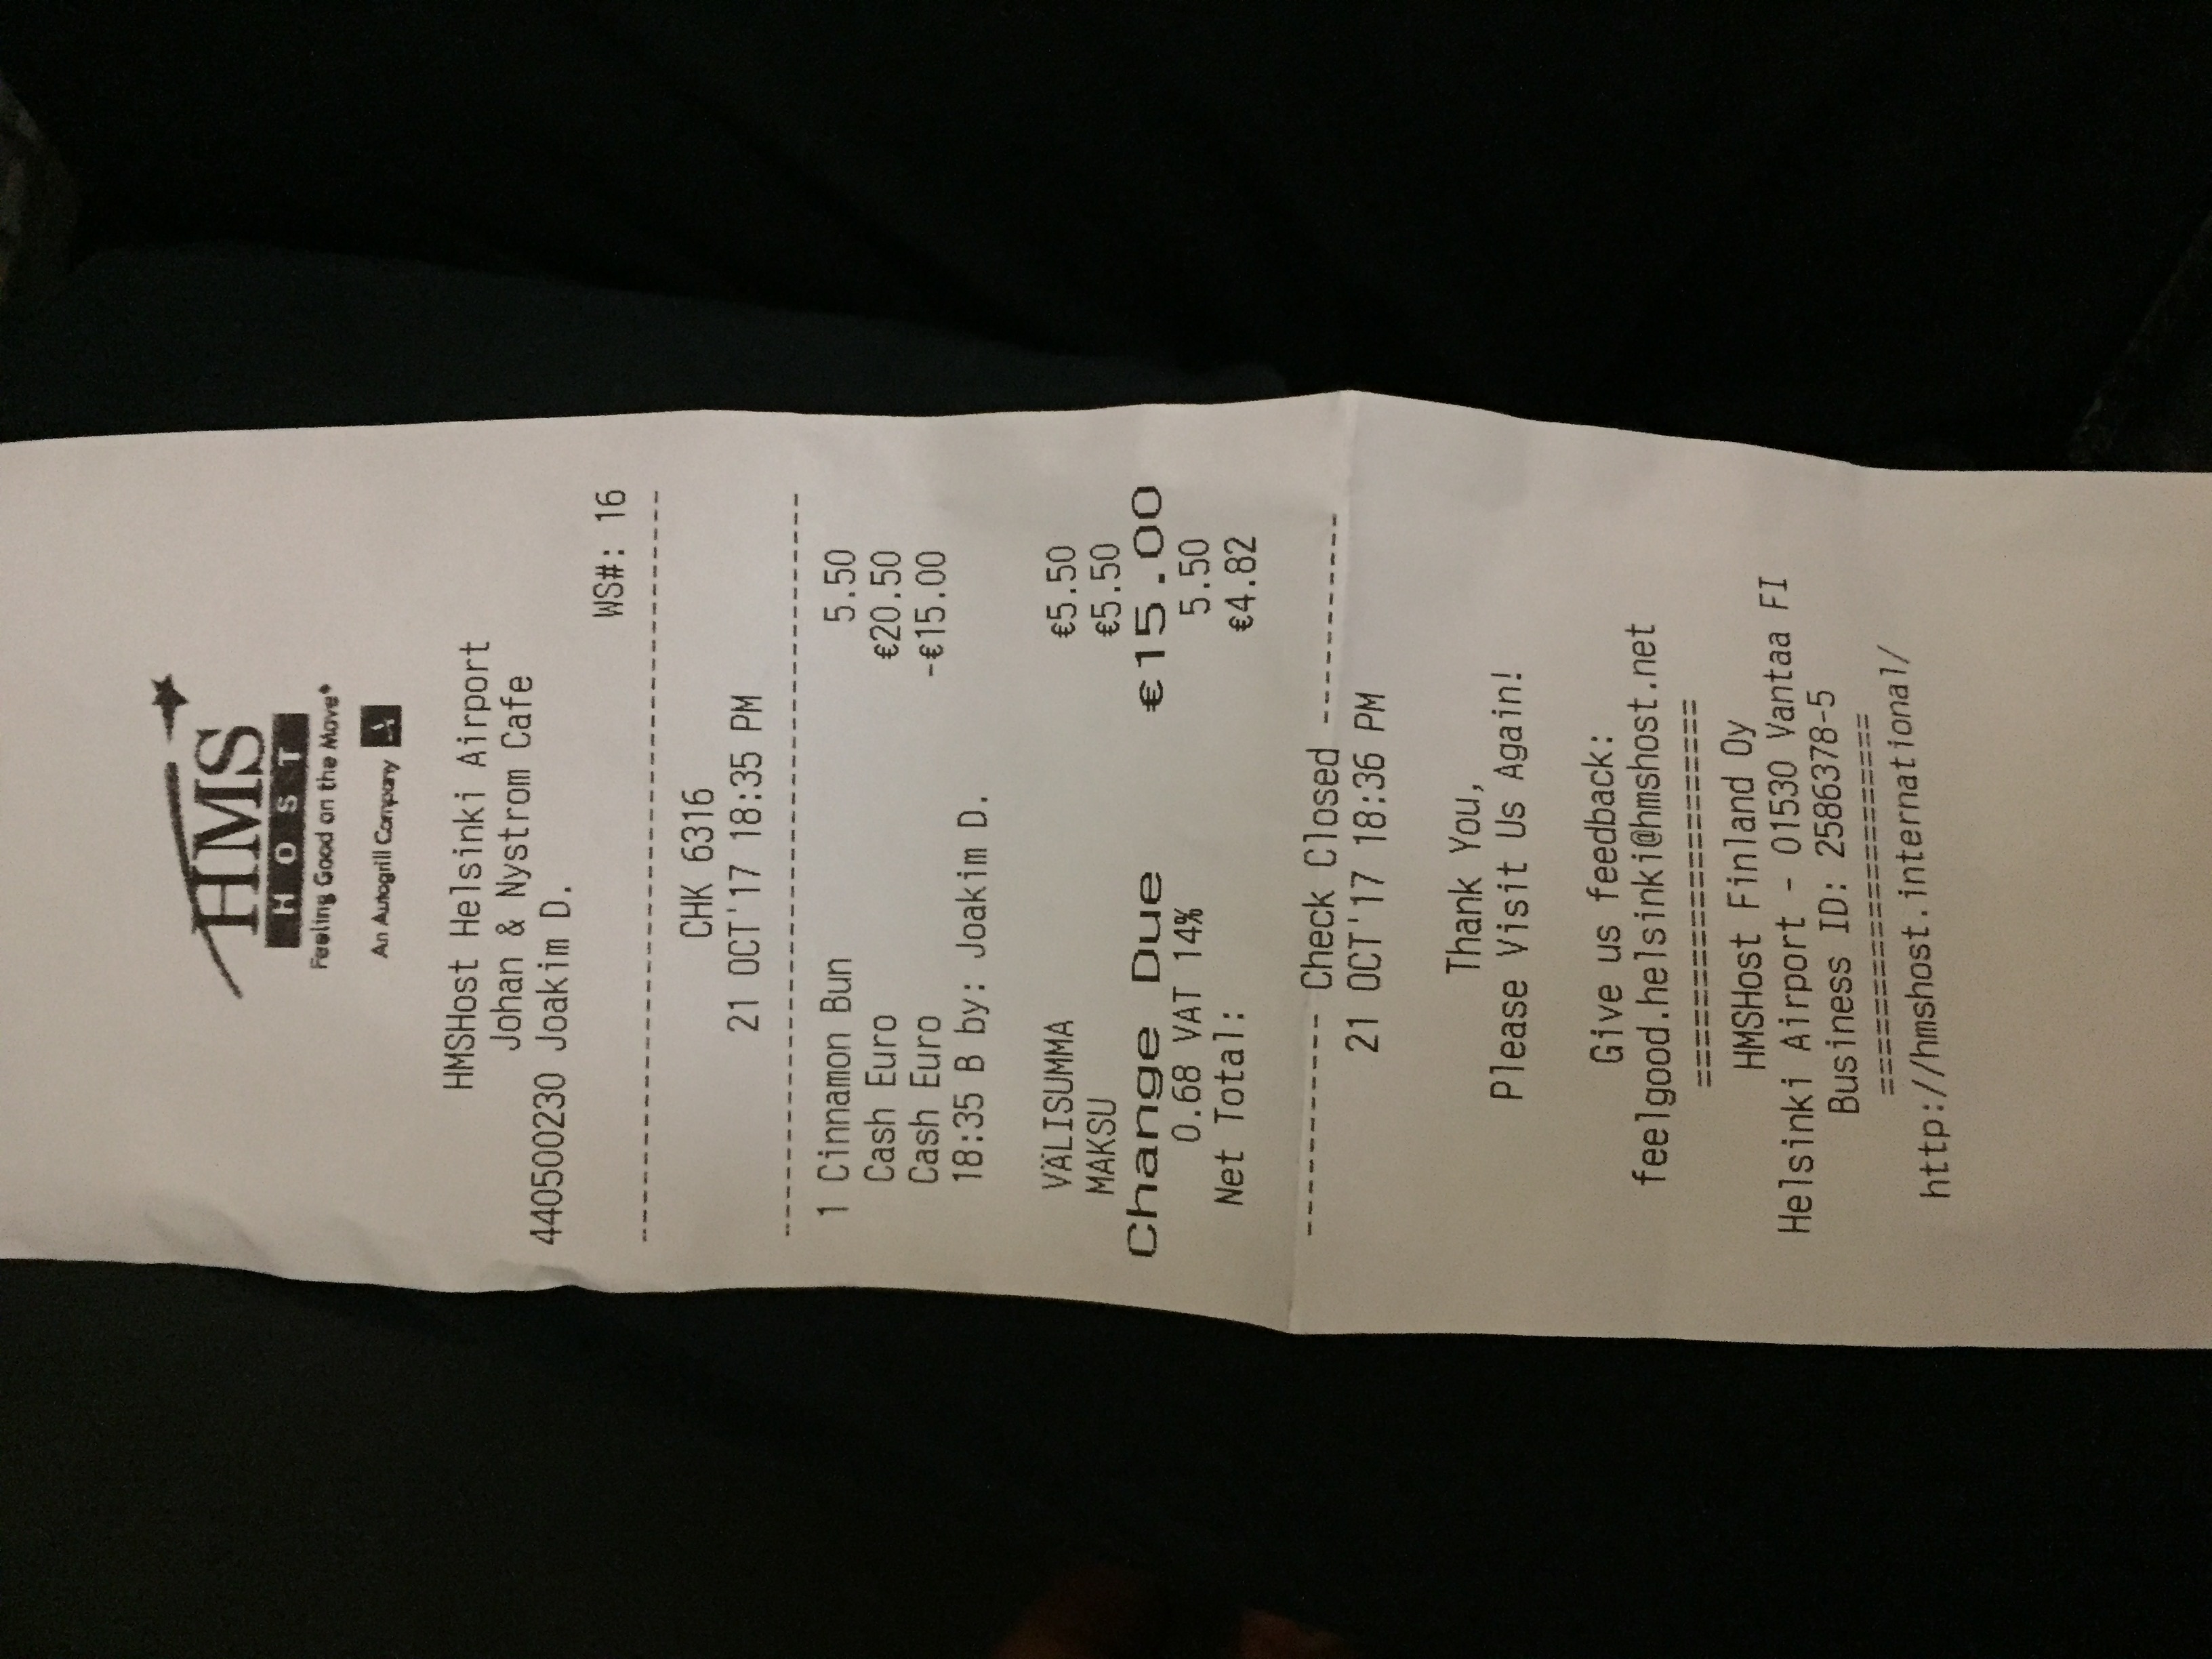 HMS
HOST
Feeling Good on the Move®
An Autogrill Company
HMSHost Helsinki Airport
Johan & Nystrom Cafe
440500230 Joakim D.
WS#: 16
----------------------------------------
CHK 6316
21 OCT'17 18:35 PM
----------------------------------------
1 Cinnamon Bun 5.50
Cash Euro €20.50
Cash Euro -€15.00
18:35 B by: Joakim D.
VÄLISUMMA €5.50
MAKSU €5.50
Change Due €15.00
0.68 VAT 14% 5.50
Net Total: €4.82
----------- Check Closed -----------
21 OCT'17 18:36 PM
Thank You,
Please Visit Us Again!
Give us feedback:
feelgood.helsinki@hmshost.net
====================
HMSHost Finland Oy
Helsinki Airport - 01530 Vantaa FI
Business ID: 2586378-5
====================
http://hmshost.international/